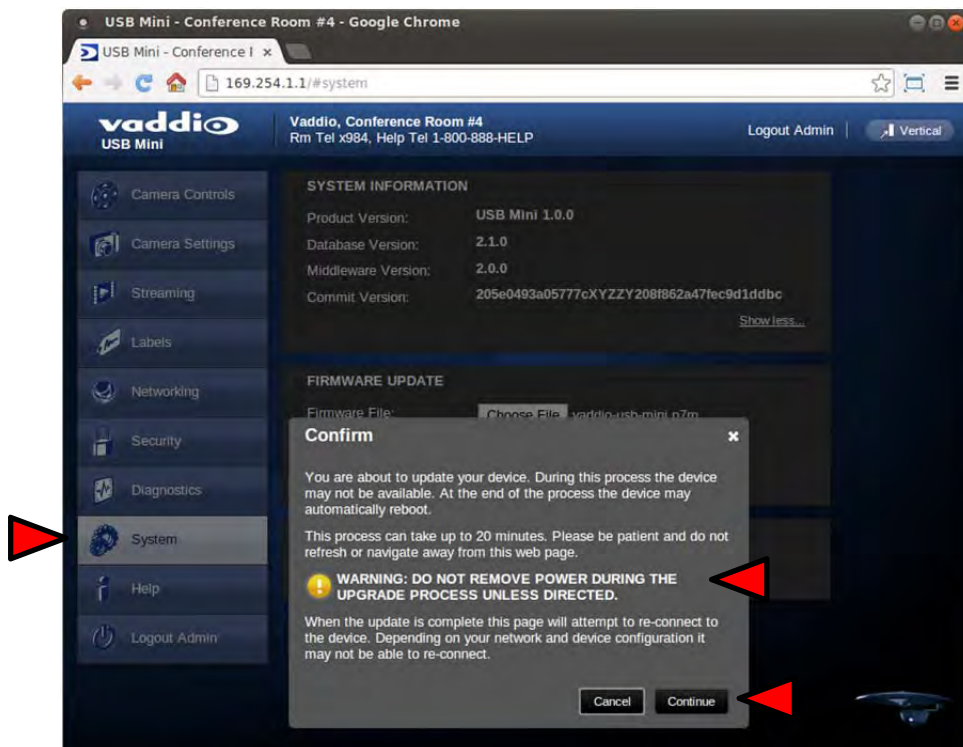 USB Mini - Conference Room #4 - Google Chrome
USB Mini - Conference I
169.254.1.1/#system
vaddio
USB Mini
Vaddio, Conference Room #4
Rm Tel x984, Help Tel 1-800-888-HELP
Logout Admin
Vertical
Camera Controls
Camera Settings
Streaming
Labels
Networking
Security
Diagnostics
System
Help
Logout Admin
SYSTEM INFORMATION
Product Version: USB Mini 1.0.0
Database Version: 2.1.0
Middleware Version: 2.0.0
Commit Version: 205e0493a05777cXYZZY208f862a47fec9d1ddbc
Show less...
FIRMWARE UPDATE
Firmware File: Choose File vaddio-usb-mini.p7m
Confirm
You are about to update your device. During this process the device
may not be available. At the end of the process the device may
automatically reboot.
This process can take up to 20 minutes. Please be patient and do not
refresh or navigate away from this web page.
WARNING: DO NOT REMOVE POWER DURING THE
UPGRADE PROCESS UNLESS DIRECTED.
When the update is complete this page will attempt to re-connect to
the device. Depending on your network and device configuration it
may not be able to re-connect.
Cancel
Continue